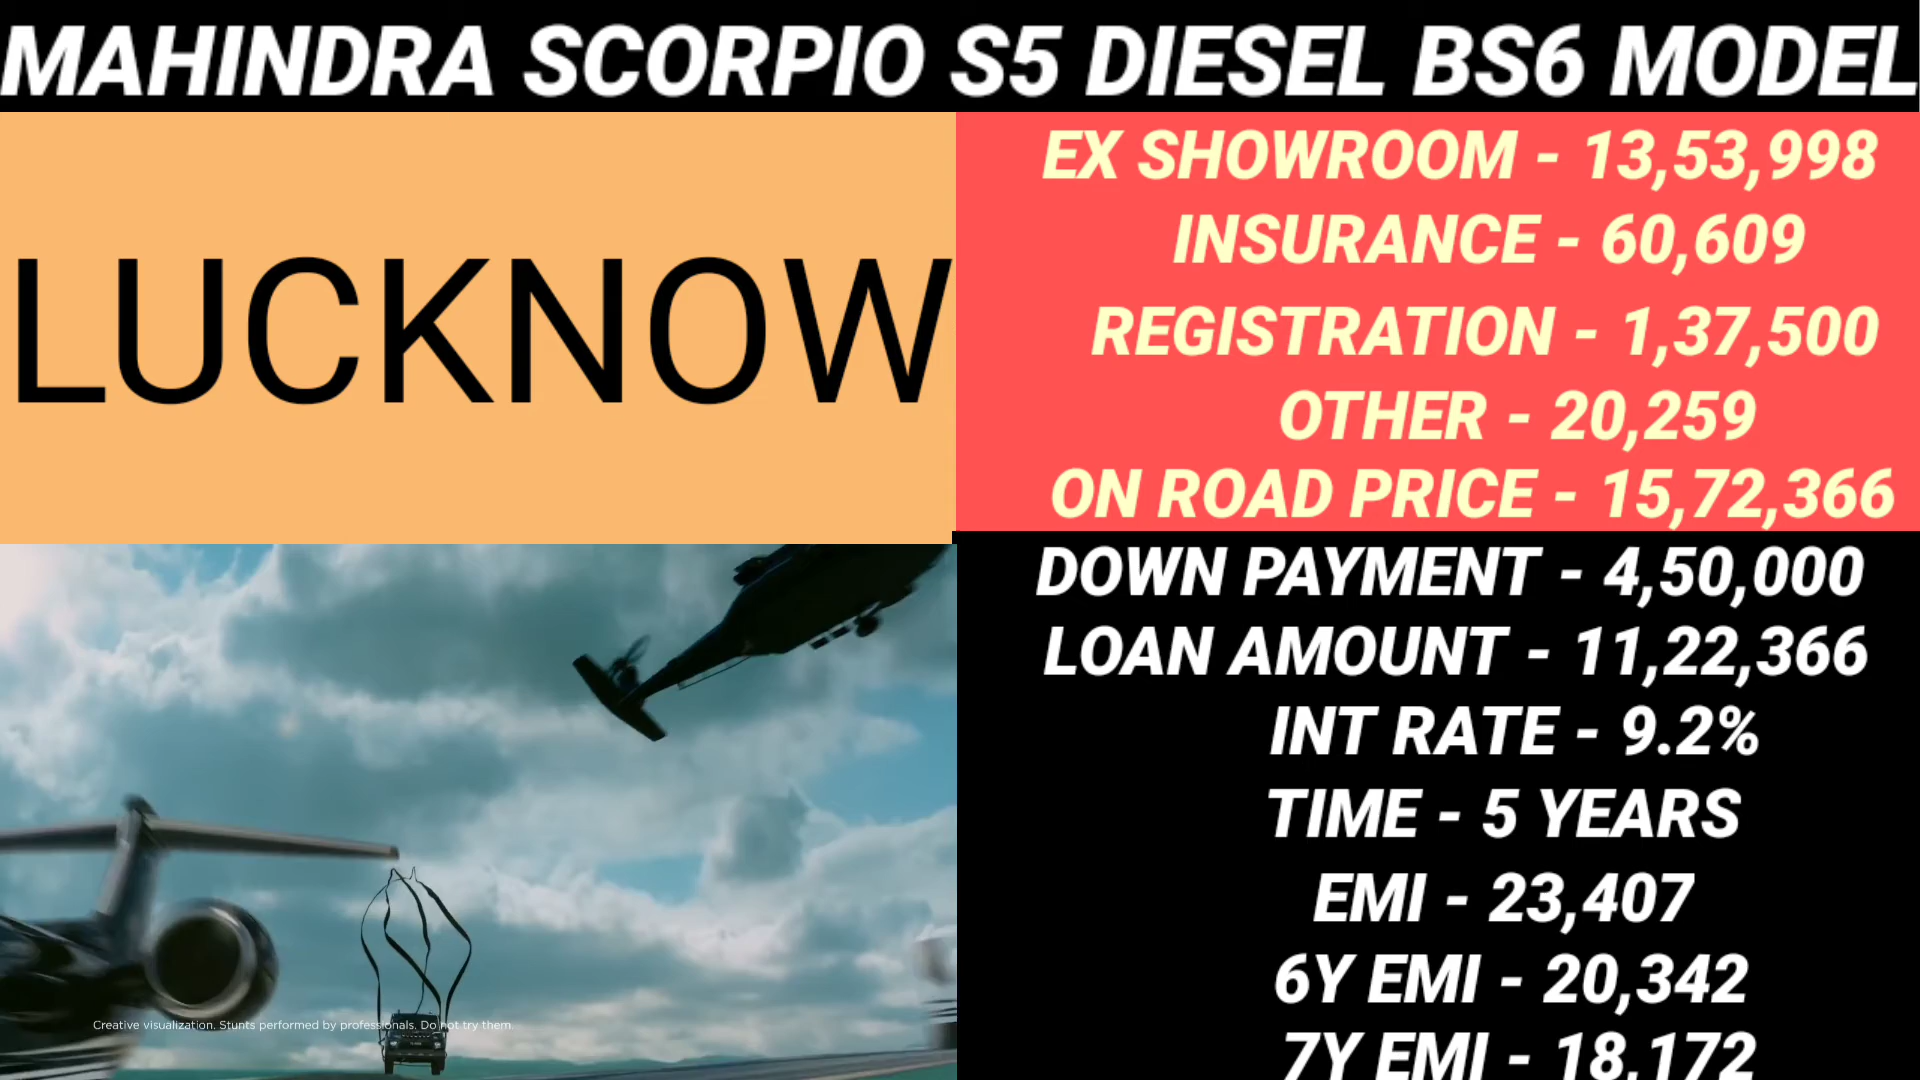 MAHINDRA SCORPIO S5 DIESEL BS6 MODEL
LUCKNOW
EX SHOWROOM - 13,53,998
INSURANCE - 60,609
REGISTRATION - 1,37,500
OTHER - 20,259
ON ROAD PRICE - 15,72,366
DOWN PAYMENT - 4,50,000
LOAN AMOUNT - 11,22,366
INT RATE - 9.2%
TIME - 5 YEARS
EMI - 23,407
6Y EMI - 20,342
7Y EMI - 18,172
Creative visualization. Stunts performed by professionals. Do not try them.